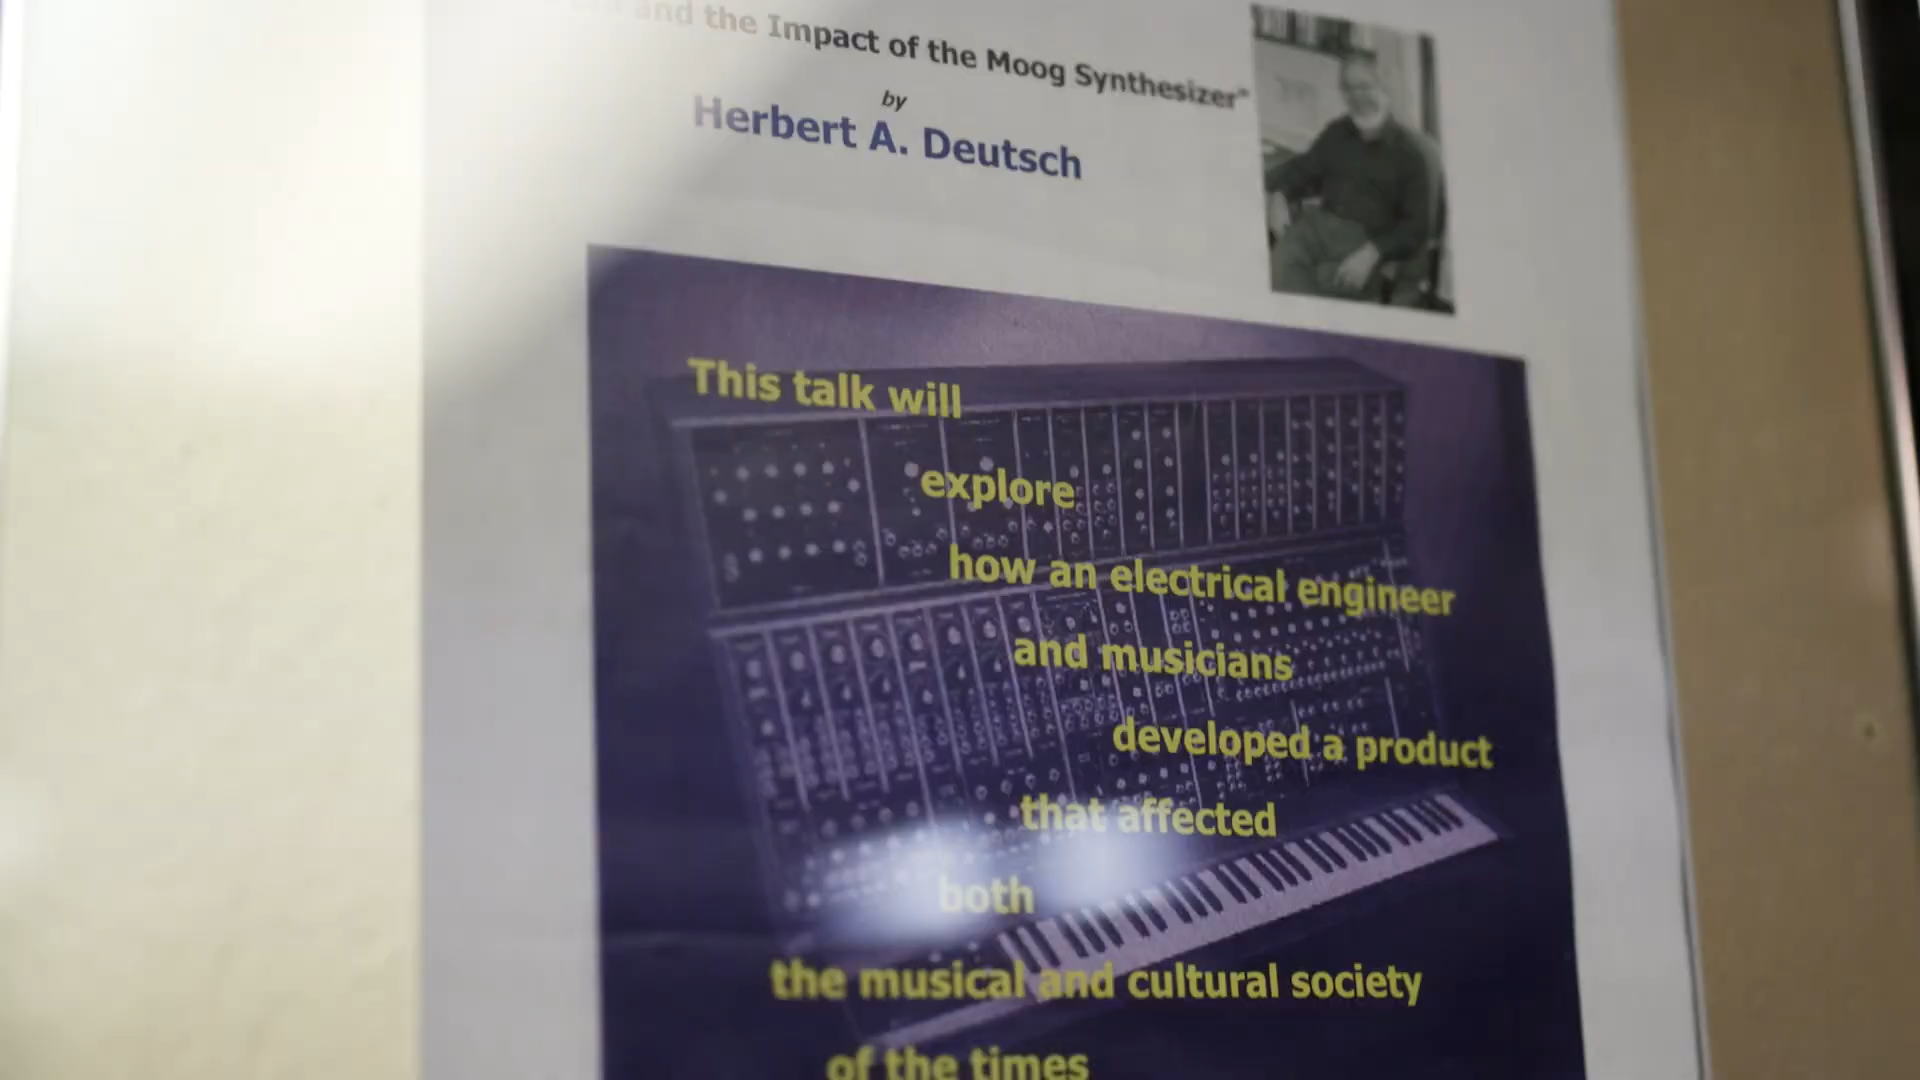 and the Impact of the Moog Synthesizer"
by
Herbert A. Deutsch
This talk will
explore
how an electrical engineer
and musicians
developed a product
that affected
both
the musical and cultural society
of the times